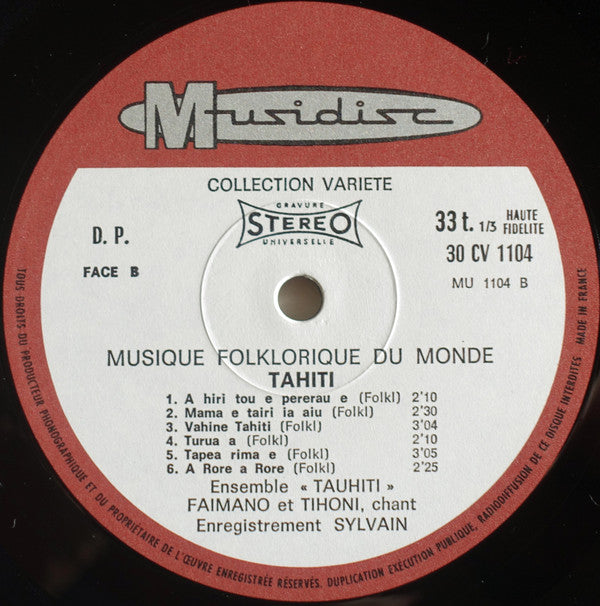 Musidisc
COLLECTION VARIETE
GRAVURE
STEREO
UNIVERSELLE
D. P.
FACE B
33 t. 1/3 HAUTE FIDELITE
30 CV 1104
MU 1104 B
MUSIQUE FOLKLORIQUE DU MONDE
TAHITI
1. A hiri tou e pererau e (Folkl) 2'10
2. Mama e tairi ia aiu (Folkl) 2'30
3. Vahine Tahiti (Folkl) 3'04
4. Turua a (Folkl) 2'10
5. Tapea rima e (Folkl) 3'05
6. A Rore a Rore (Folkl) 2'25
Ensemble « TAUHITI »
FAIMANO et TIHONI, chant
Enregistrement SYLVAIN
TOUS DROITS DU PRODUCTEUR PHONOGRAPHIQUE ET DU PROPRIETAIRE DE L'ŒUVRE ENREGISTRÉE RÉSERVÉS. DUPLICATION EXÉCUTION PUBLIQUE, RADIODIFFUSION DE CE DISQUE INTERDITES . MADE IN FRANCE